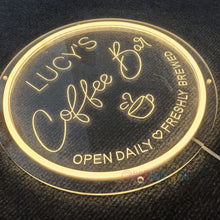 LUCY'S
Coffee Bar
OPEN DAILY ♡ FRESHLY BREWED